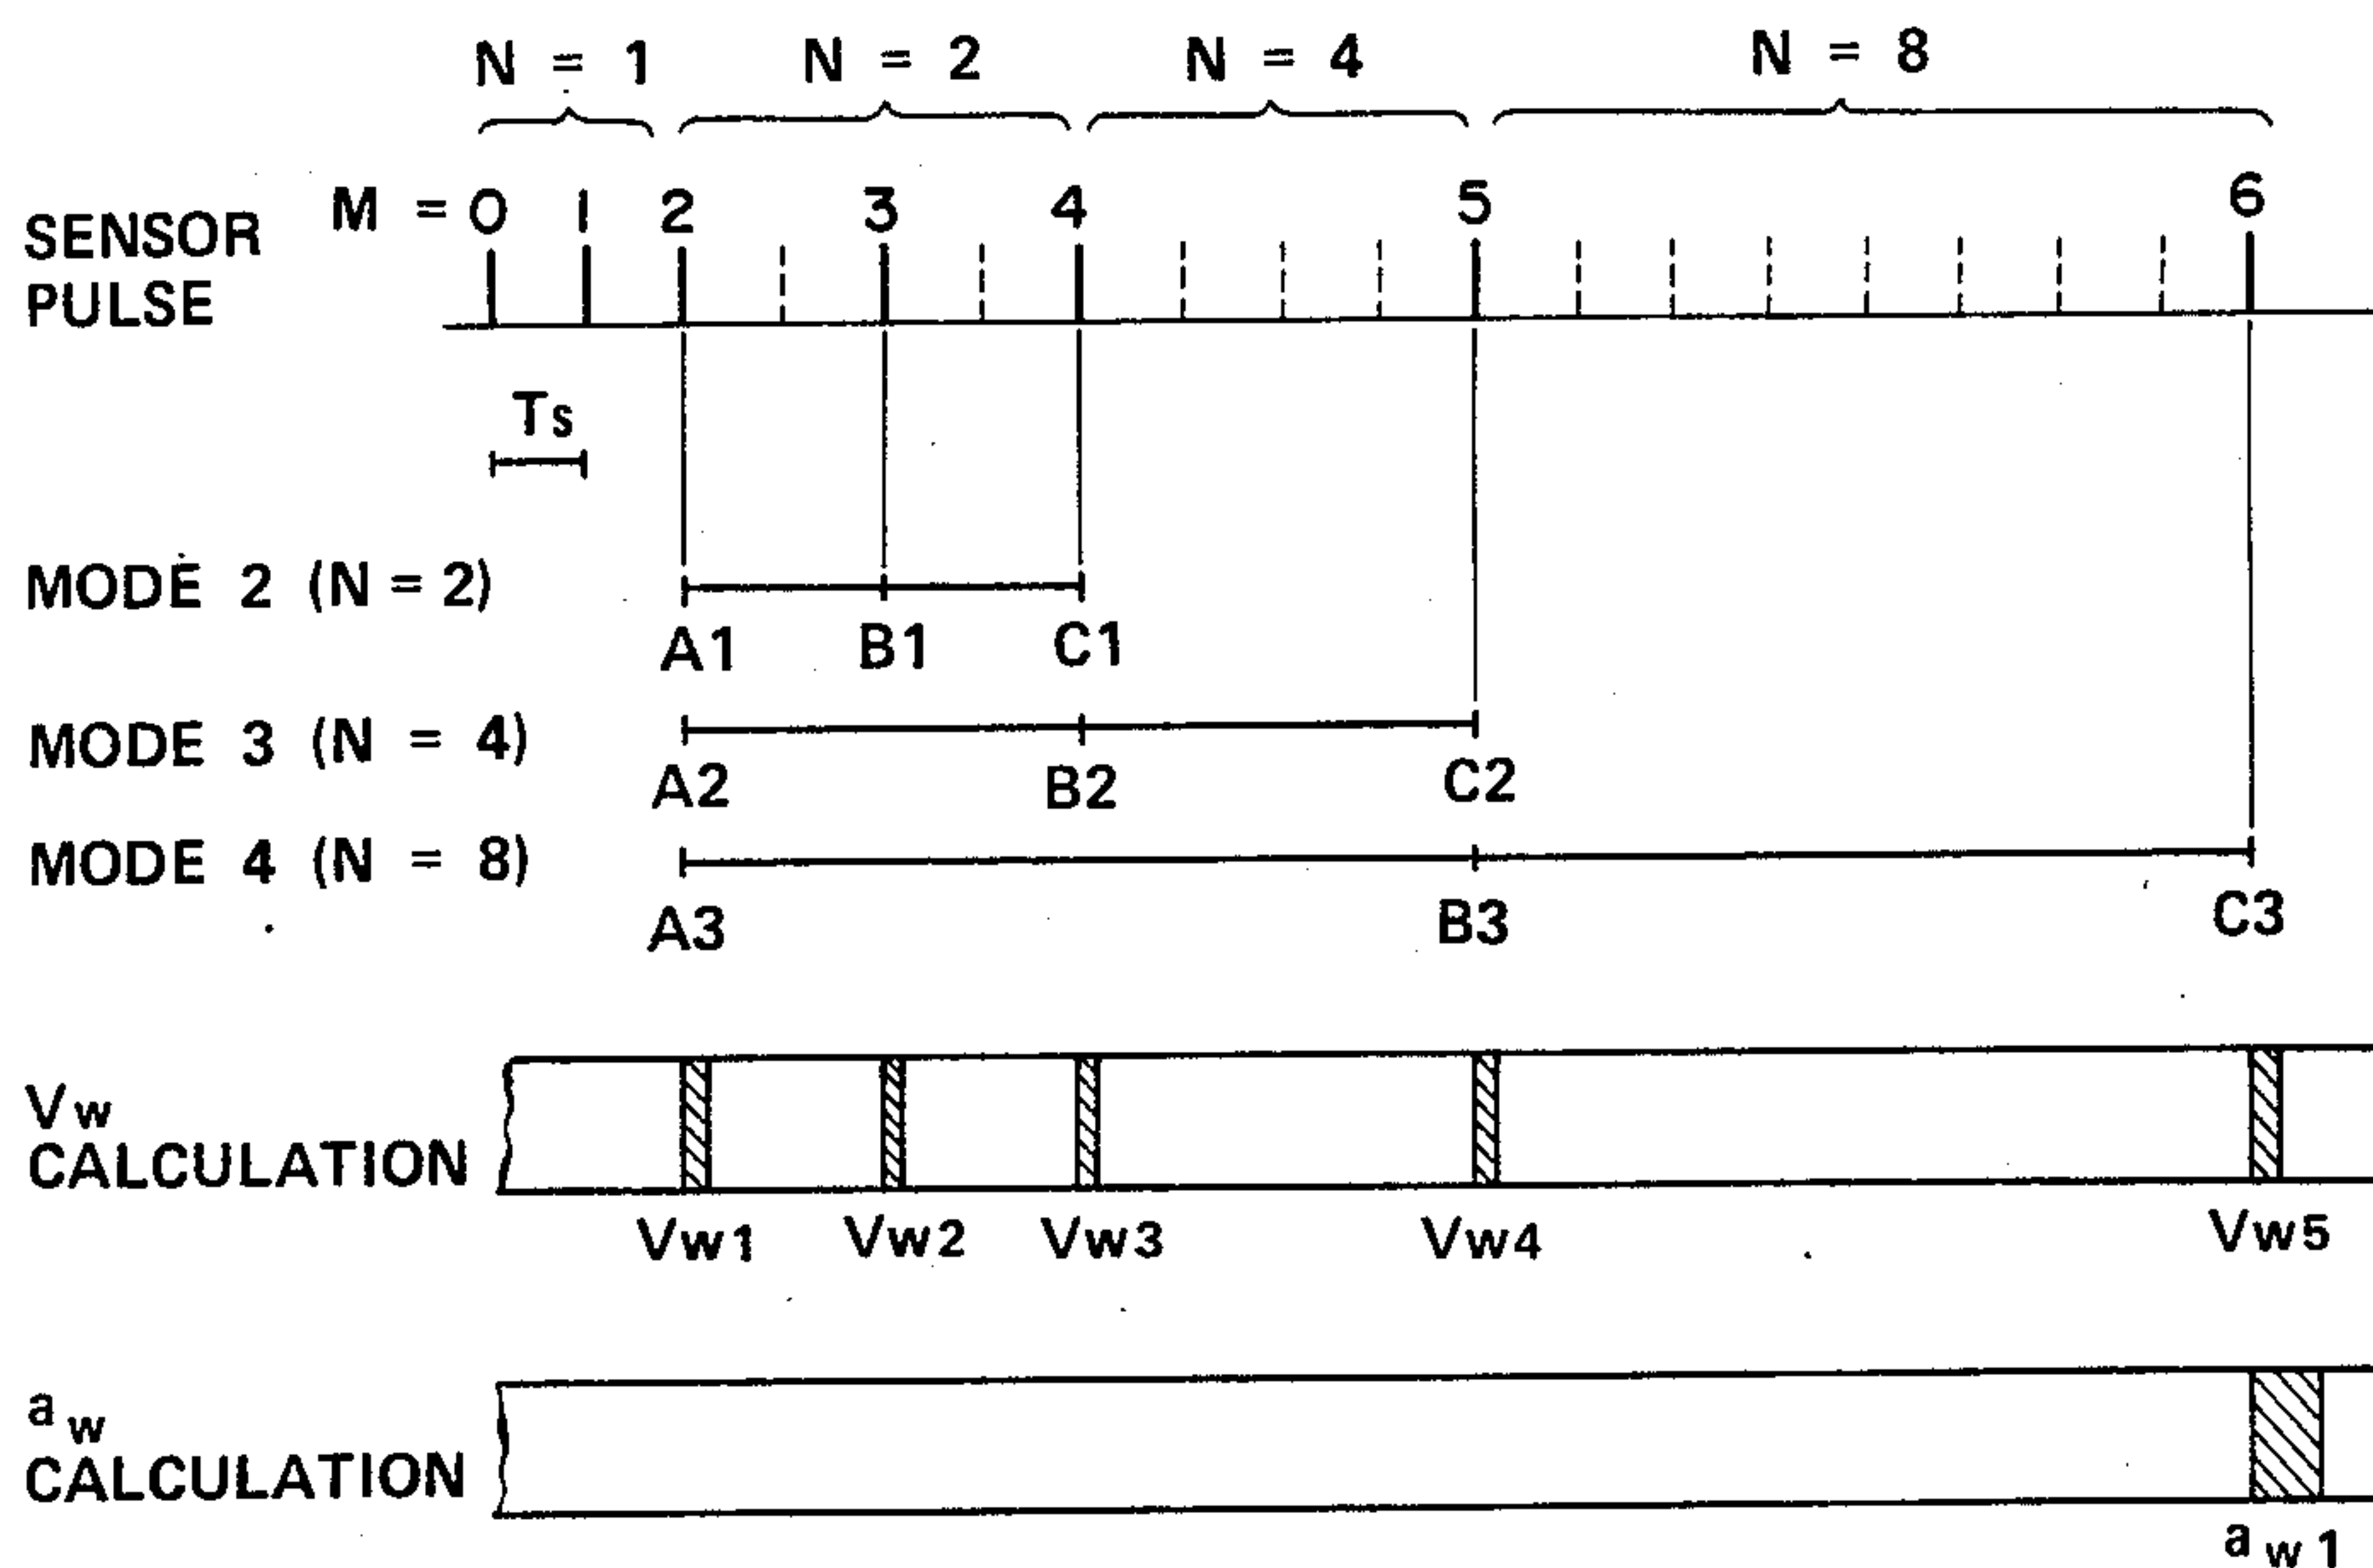 N = 1 N = 2 N = 4 N = 8
SENSOR PULSE M = 0 1 2 3 4 5 6
Ts
MODE 2 (N = 2)
A1 B1 C1
MODE 3 (N = 4)
A2 B2 C2
MODE 4 (N = 8)
A3 B3 C3
Vw
CALCULATION
Vw1 Vw2 Vw3 Vw4 Vw5
aw
CALCULATION
aw1